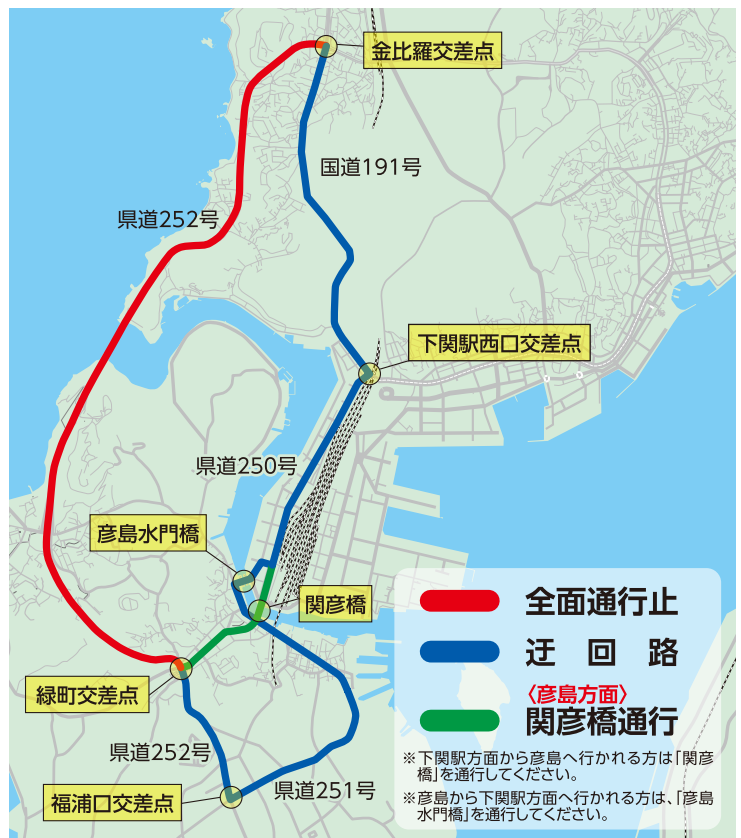 金比羅交差点
国道191号
県道252号
下関駅西口交差点
県道250号
彦島水門橋
関彦橋
緑町交差点
県道252号
福浦口交差点
県道251号
全面通行止
迂回路
〈彦島方面〉
関彦橋通行
※下関駅方面から彦島へ行かれる方は「関彦
橋」を通行してください。
※彦島から下関駅方面へ行かれる方は、「彦島
水門橋」を通行してください。